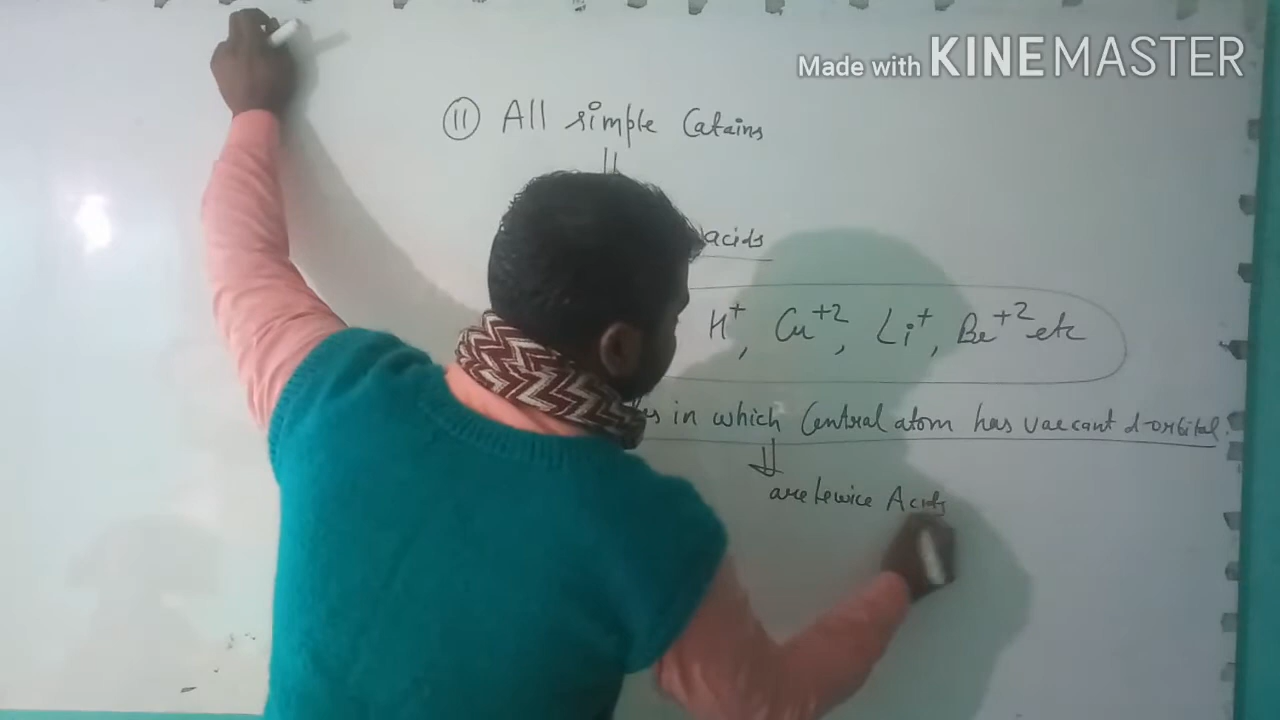 Made with KINEMASTER
(11) All simple Catains
acids
H+, Cu+2, Li+, Be+2 etc
in which Central atom has vaccant d-orbital.
are lewice Acids